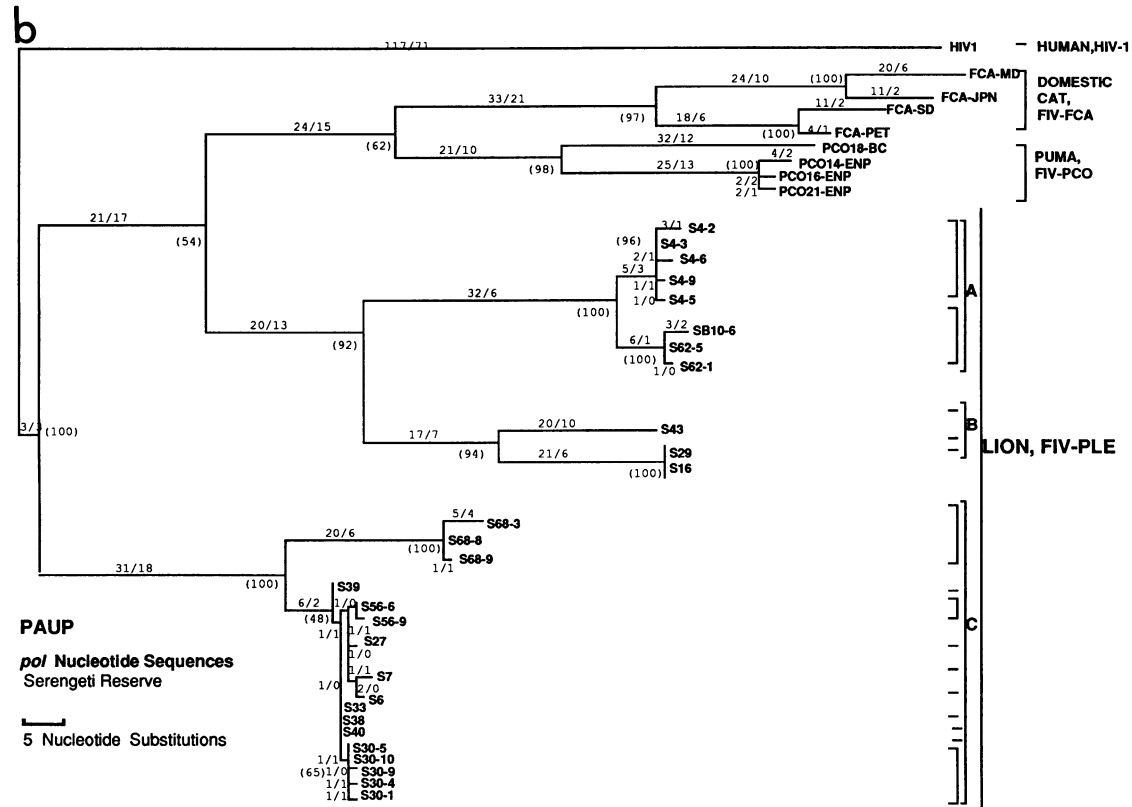 b
117/71
HIV1
HUMAN,HIV-1
20/6
FCA-MD
24/10
(100)
DOMESTIC
CAT,
FIV-FCA
11/2
FCA-JPN
33/21
11/2
FCA-SD
(97)
18/6
24/15
(100)
4/1
FCA-PET
32/12
PCO18-BC
(62)
21/10
4/2
PCO14-ENP
PUMA,
FIV-PCO
(98)
25/13
(100)
PCO16-ENP
2/2
2/1
PCO21-ENP
21/17
(54)
3/1
S4-2
(96)
S4-3
2/1
S4-6
5/3
S4-9
1/1
1/0
S4-5
A
32/6
(100)
3/2
SB10-6
20/13
(92)
6/1
S62-5
(100)
S62-1
1/0
20/10
S43
B
3/
(100)
17/7
(94)
21/6
S29
S16
(100)
LION, FIV-PLE
5/4
S68-3
20/6
S68-8
(100)
S68-9
1/1
31/18
(100)
S39
6/2
1/0
S56-6
(48)
S56-9
C
1/1
1/1
S27
1/0
1/1
S7
1/0
2/0
S6
S33
S38
S40
S30-5
1/1
S30-10
(65)
1/0
S30-9
1/1
S30-4
1/1
S30-1
PAUP
pol Nucleotide Sequences
Serengeti Reserve
5 Nucleotide Substitutions